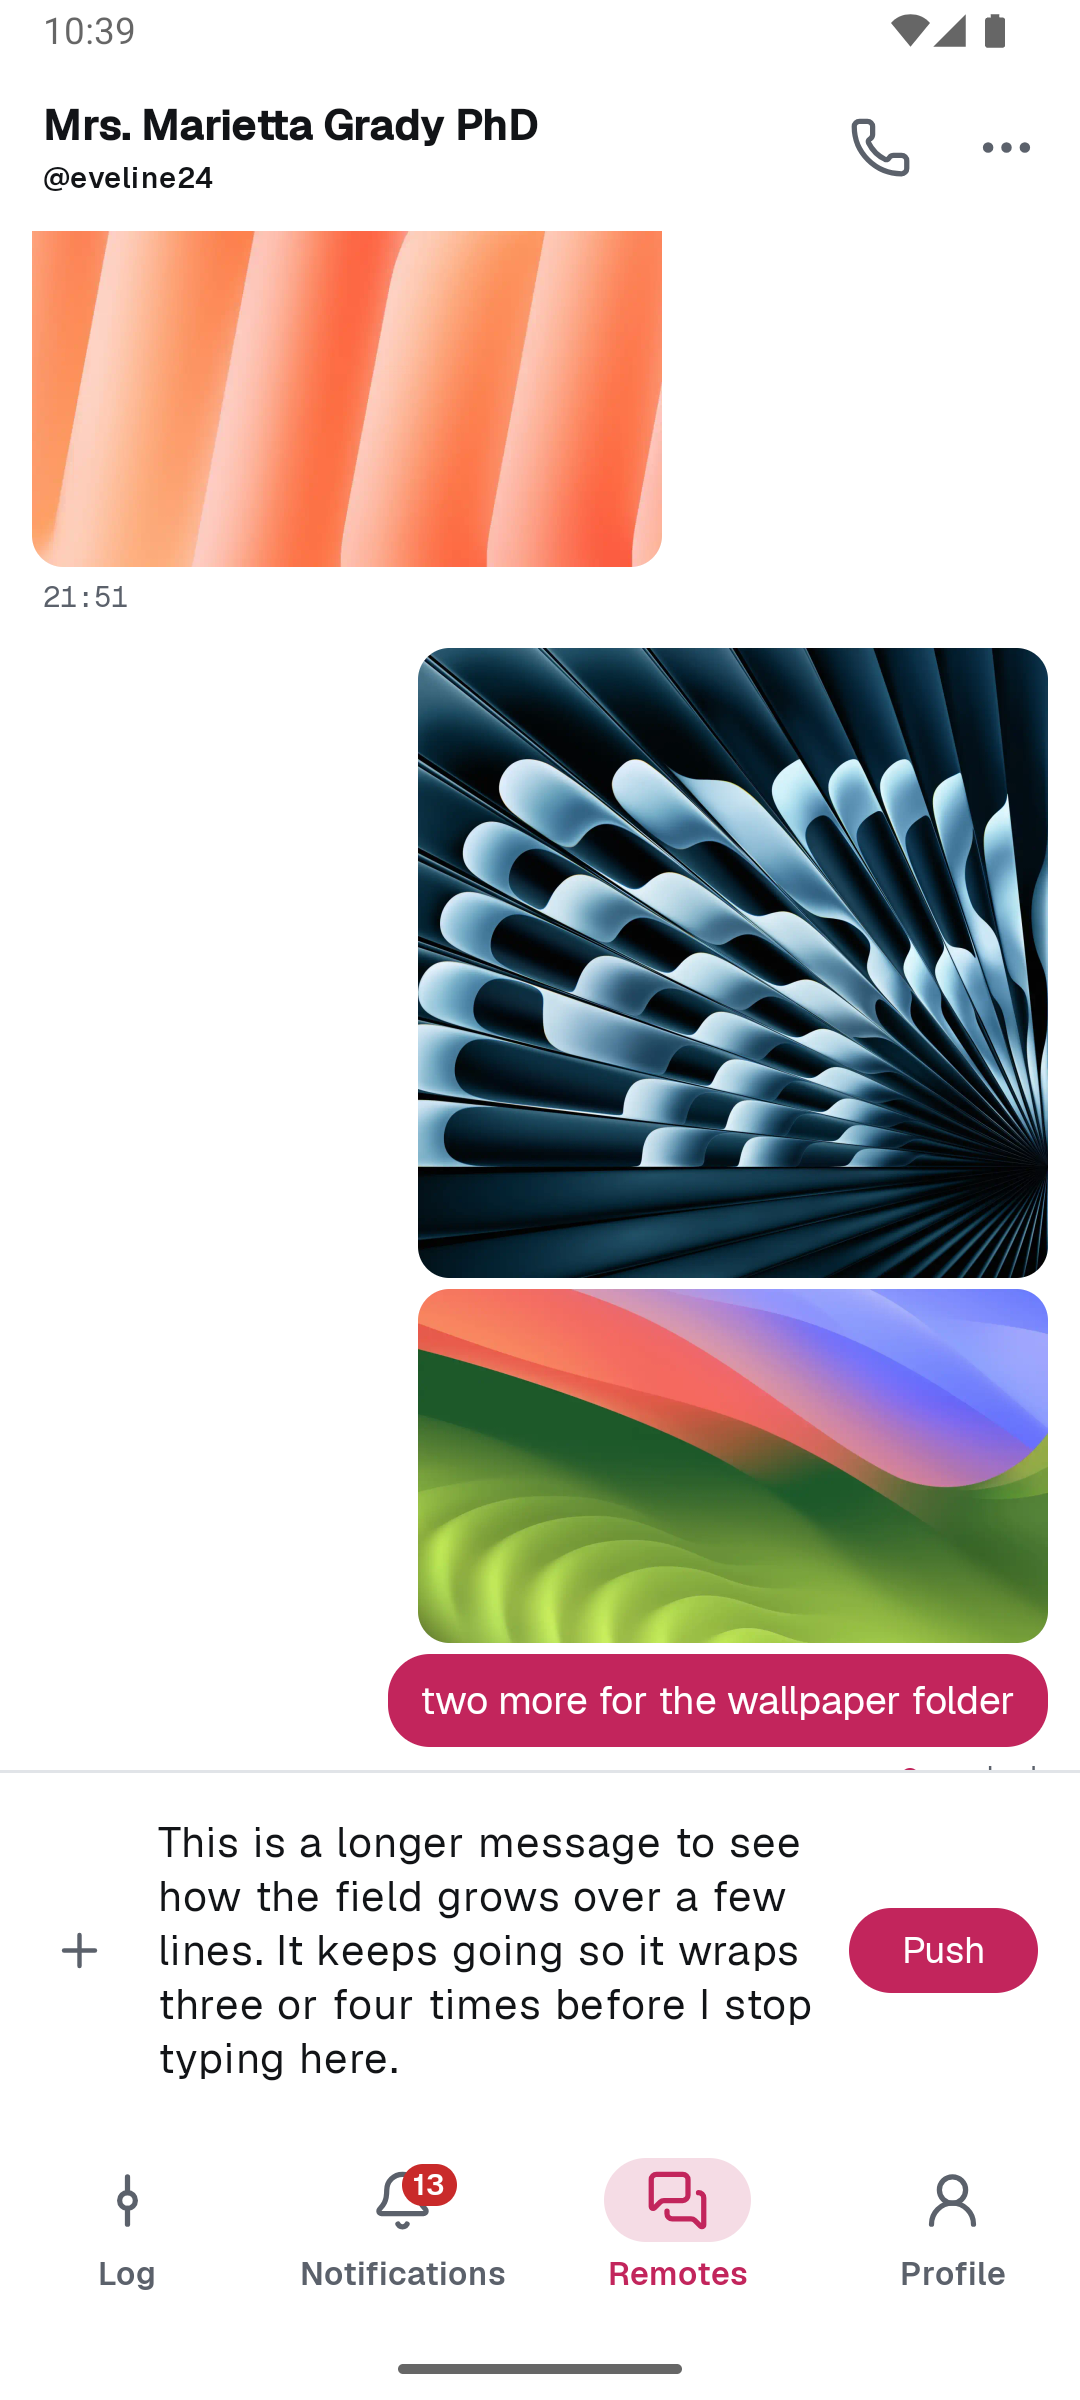 10:39
Mrs. Marietta Grady PhD
@eveline24
21:51
two more for the wallpaper folder
This is a longer message to see
how the field grows over a few
lines. It keeps going so it wraps
three or four times before I stop
typing here.
Push
13
Log
Notifications
Remotes
Profile